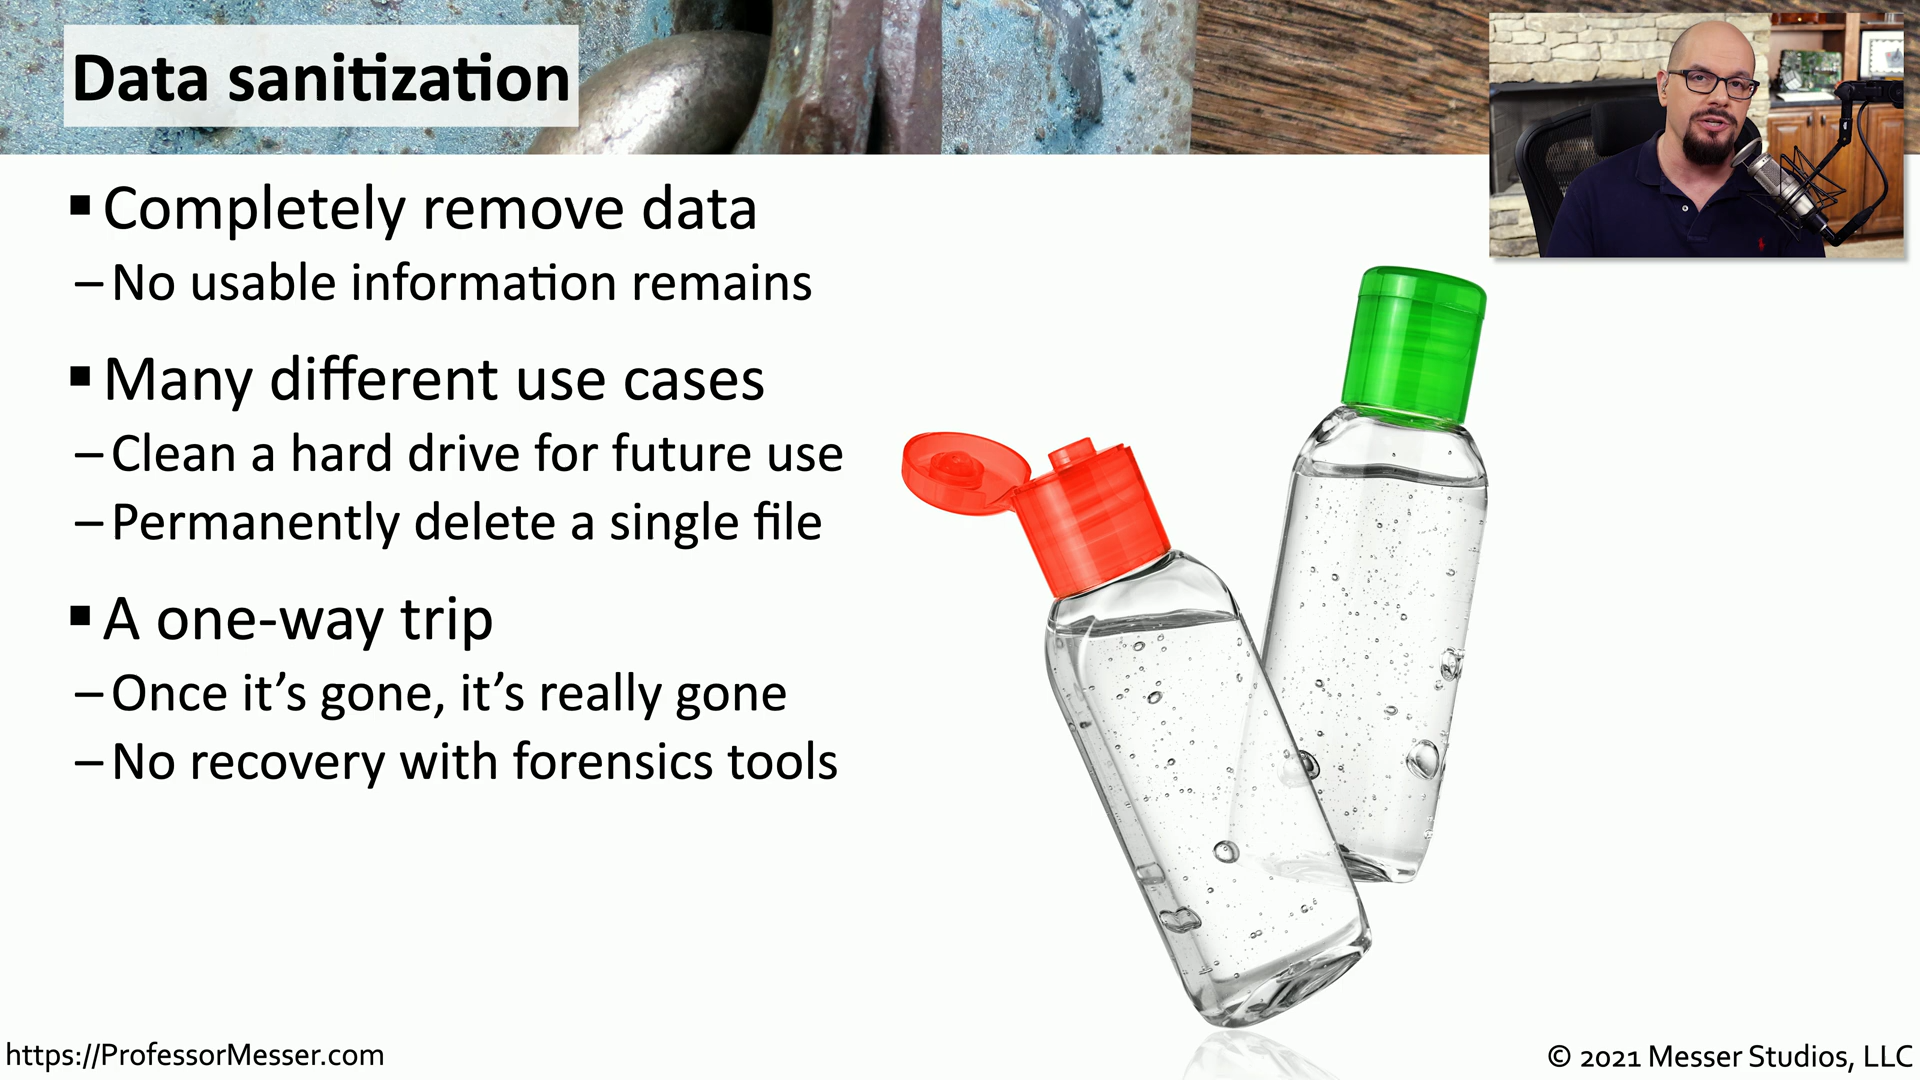 Data sanitization
▪ Completely remove data
– No usable information remains
▪ Many different use cases
– Clean a hard drive for future use
– Permanently delete a single file
▪ A one-way trip
– Once it’s gone, it’s really gone
– No recovery with forensics tools
https://ProfessorMesser.com
© 2021 Messer Studios, LLC